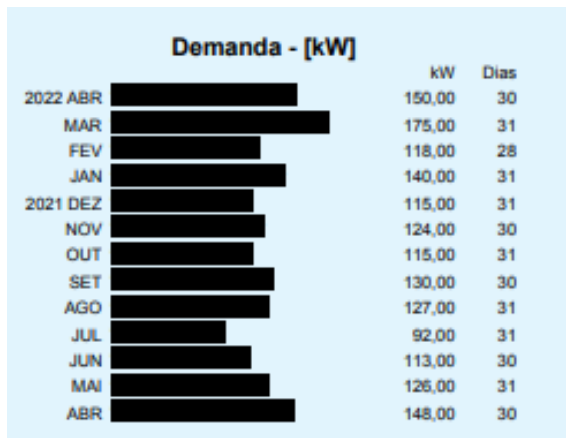 Demanda - [kW]
kW Dias
2022 ABR 150,00 30
MAR 175,00 31
FEV 118,00 28
JAN 140,00 31
2021 DEZ 115,00 31
NOV 124,00 30
OUT 115,00 31
SET 130,00 30
AGO 127,00 31
JUL 92,00 31
JUN 113,00 30
MAI 126,00 31
ABR 148,00 30